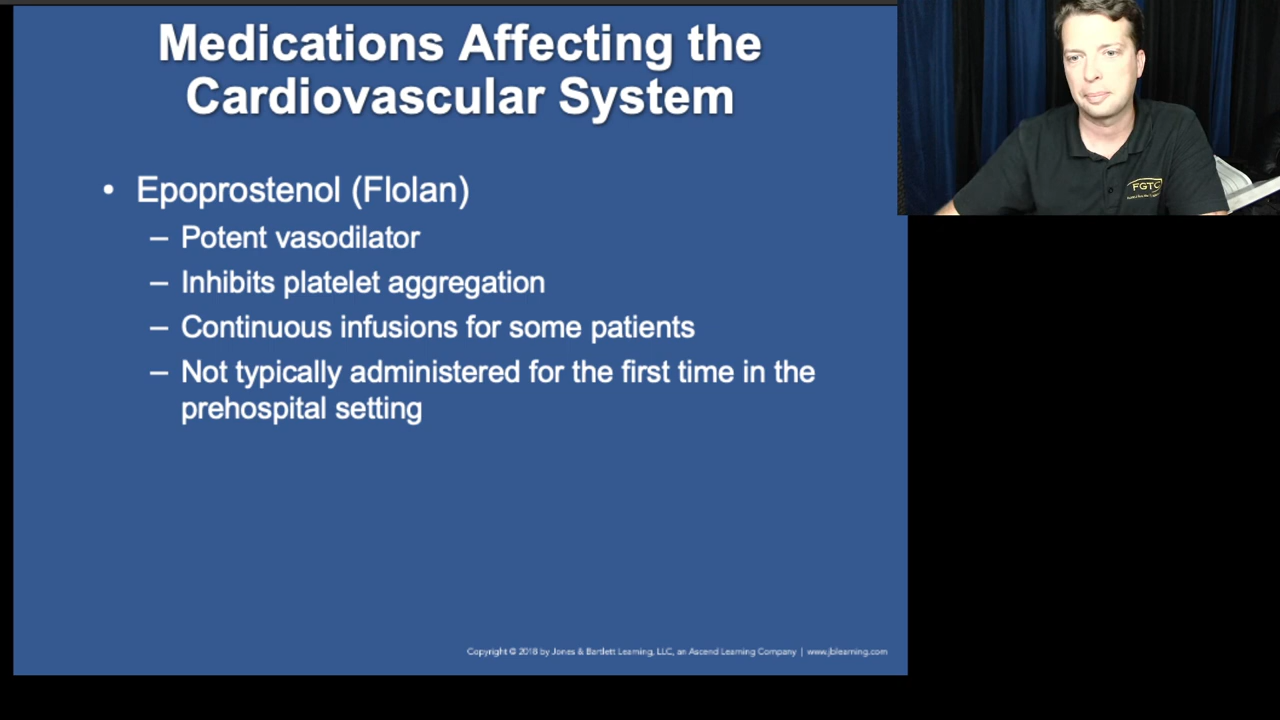 Medications Affecting the
Cardiovascular System
• Epoprostenol (Flolan)
– Potent vasodilator
– Inhibits platelet aggregation
– Continuous infusions for some patients
– Not typically administered for the first time in the
prehospital setting
Copyright © 2018 by Jones & Bartlett Learning, LLC, an Ascend Learning Company | www.jblearning.com
FGTC